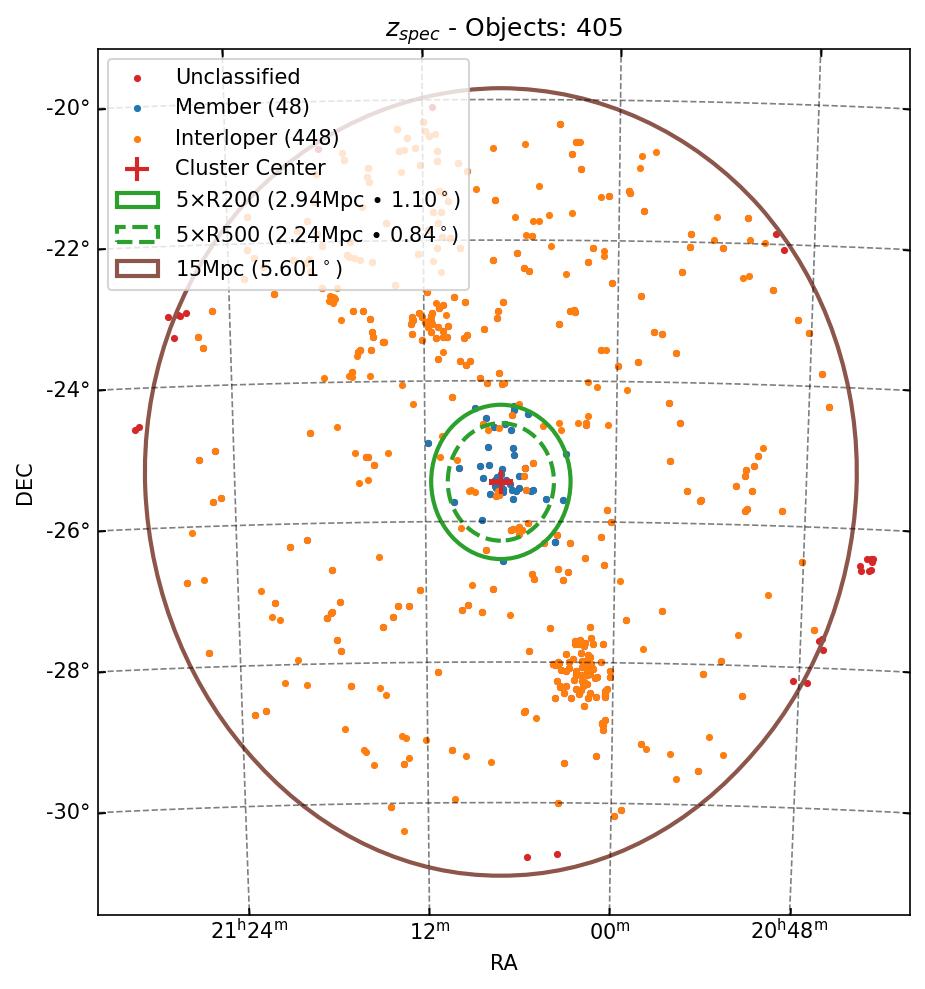 z_spec - Objects: 405
Unclassified
Member (48)
Interloper (448)
Cluster Center
5×R200 (2.94Mpc • 1.10°)
5×R500 (2.24Mpc • 0.84°)
15Mpc (5.601°)
-20°
-22°
-24°
-26°
-28°
-30°
DEC
21ʰ24ᵐ 12ᵐ 00ᵐ 20ʰ48ᵐ
RA